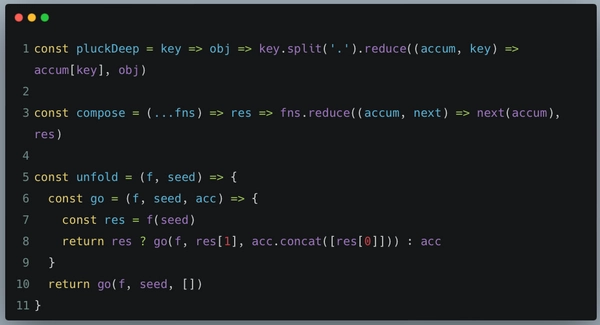 1 const pluckDeep = key => obj => key.split('.').reduce((accum, key) =>
accum[key], obj)
2
3 const compose = (...fns) => res => fns.reduce((accum, next) => next(accum),
res)
4
5 const unfold = (f, seed) => {
6   const go = (f, seed, acc) => {
7     const res = f(seed)
8     return res ? go(f, res[1], acc.concat([res[0]])) : acc
9   }
10   return go(f, seed, [])
11 }